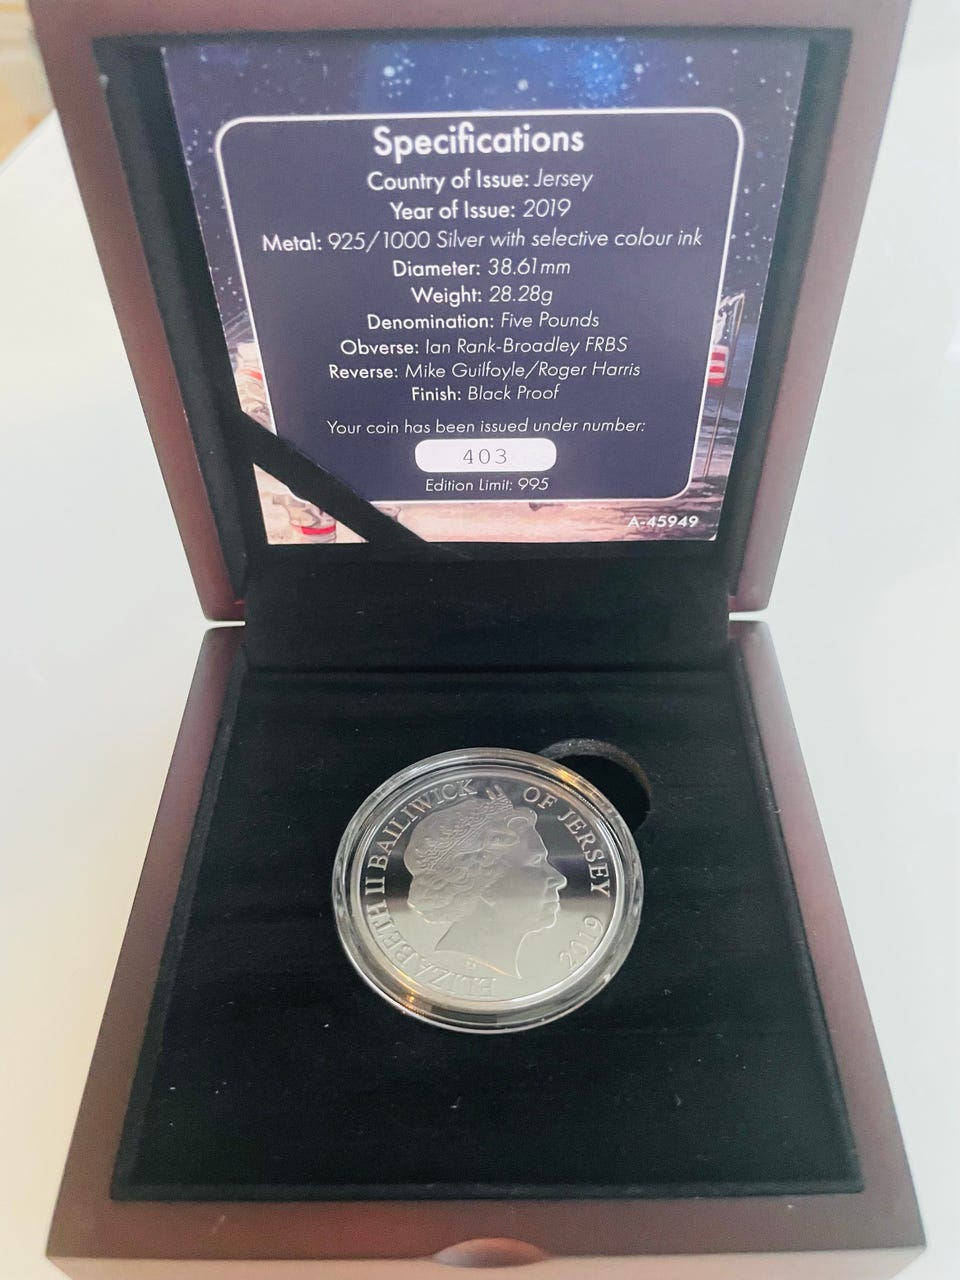 Specifications
Country of Issue: Jersey
Year of Issue: 2019
Metal: 925/1000 Silver with selective colour ink
Diameter: 38.61mm
Weight: 28.28g
Denomination: Five Pounds
Obverse: Ian Rank-Broadley FRBS
Reverse: Mike Guilfoyle/Roger Harris
Finish: Black Proof
Your coin has been issued under number:
403
Edition Limit: 995
A-45949
ELIZABETH II BAILIWICK OF JERSEY 2019